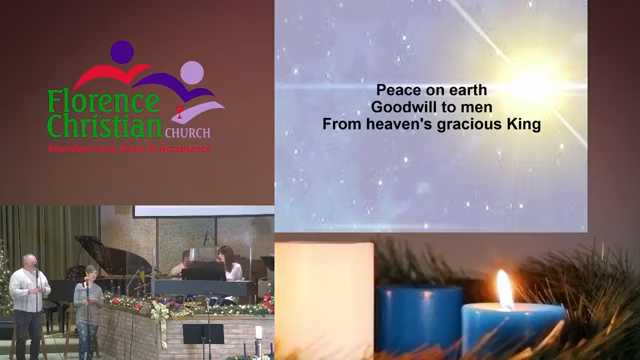 Florence
Christian
CHURCH
Peace on earth
Goodwill to men
From heaven's gracious King